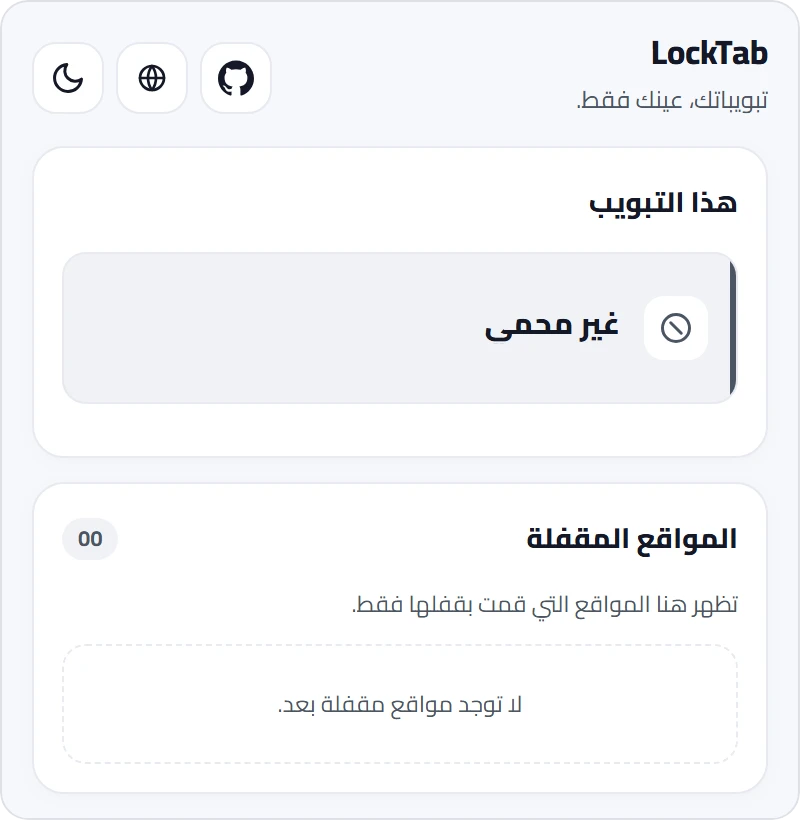 LockTab
تبويباتك، عينك فقط.
هذا التبويب
غير محمى
المواقع المقفلة
00
تظهر هنا المواقع التي قمت بقفلها فقط.
لا توجد مواقع مقفلة بعد.